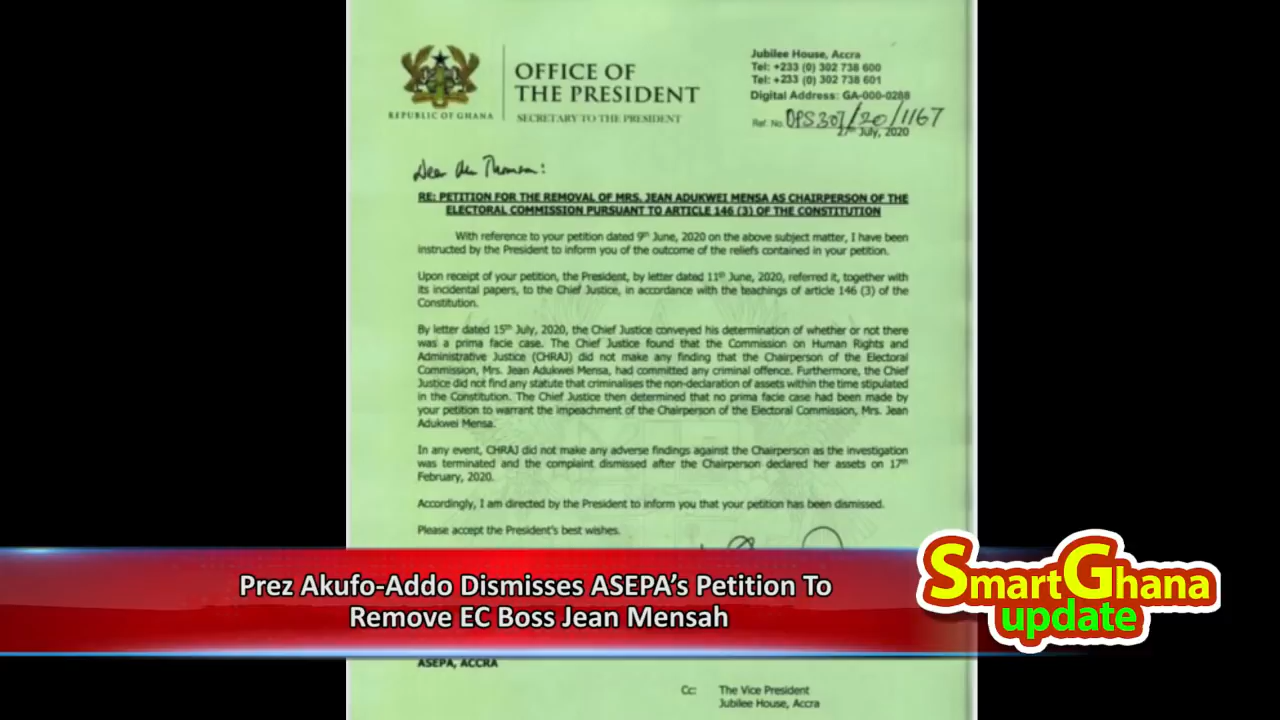 OFFICE OF
THE PRESIDENT
SECRETARY TO THE PRESIDENT
REPUBLIC OF GHANA
Jubilee House, Accra
Tel: +233 (0) 302 738 600
Tel: +233 (0) 302 738 601
Digital Address: GA-000-0288
Ref. No. OPS307/20/1167
27th July, 2020
Dear Thomson:
RE: PETITION FOR THE REMOVAL OF MRS. JEAN ADUKWEI MENSA AS CHAIRPERSON OF THE
ELECTORAL COMMISSION PURSUANT TO ARTICLE 146 (3) OF THE CONSTITUTION
With reference to your petition dated 9th June, 2020 on the above subject matter, I have been
instructed by the President to inform you of the outcome of the reliefs contained in your petition.
Upon receipt of your petition, the President, by letter dated 11th June, 2020, referred it, together with
its incidental papers, to the Chief Justice, in accordance with the teachings of article 146 (3) of the
Constitution.
By letter dated 15th July, 2020, the Chief Justice conveyed his determination of whether or not there
was a prima facie case. The Chief Justice found that the Commission on Human Rights and
Administrative Justice (CHRAJ) did not make any finding that the Chairperson of the Electoral
Commission, Mrs. Jean Adukwei Mensa, had committed any criminal offence. Furthermore, the Chief
Justice did not find any statute that criminalises the non-declaration of assets within the time stipulated
in the Constitution. The Chief Justice then determined that no prima facie case had been made by
your petition to warrant the impeachment of the Chairperson of the Electoral Commission, Mrs. Jean
Adukwei Mensa.
In any event, CHRAJ did not make any adverse findings against the Chairperson as the investigation
was terminated and the complaint dismissed after the Chairperson declared her assets on 17th
February, 2020.
Accordingly, I am directed by the President to inform you that your petition has been dismissed.
Please accept the President's best wishes.
Prez Akufo-Addo Dismisses ASEPA's Petition To
Remove EC Boss Jean Mensah
SmartGhana
update
ASEPA, ACCRA
Cc: The Vice President
Jubilee House, Accra